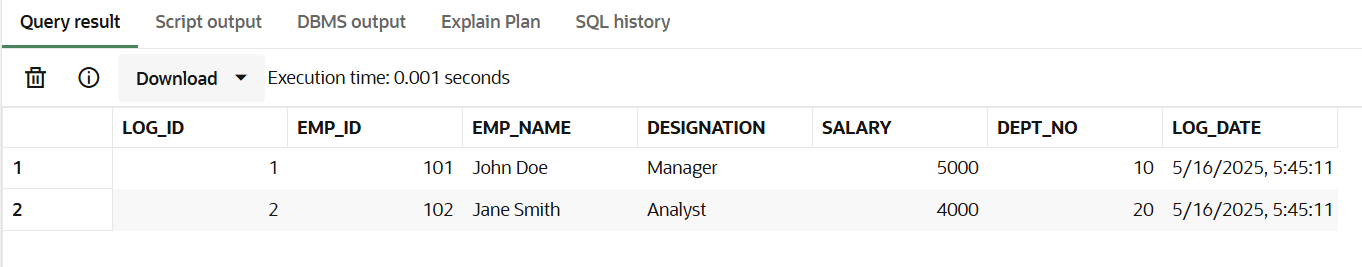 Query result Script output DBMS output Explain Plan SQL history
Download Execution time: 0.001 seconds
LOG_ID EMP_ID EMP_NAME DESIGNATION SALARY DEPT_NO LOG_DATE
1 1 101 John Doe Manager 5000 10 5/16/2025, 5:45:11
2 2 102 Jane Smith Analyst 4000 20 5/16/2025, 5:45:11